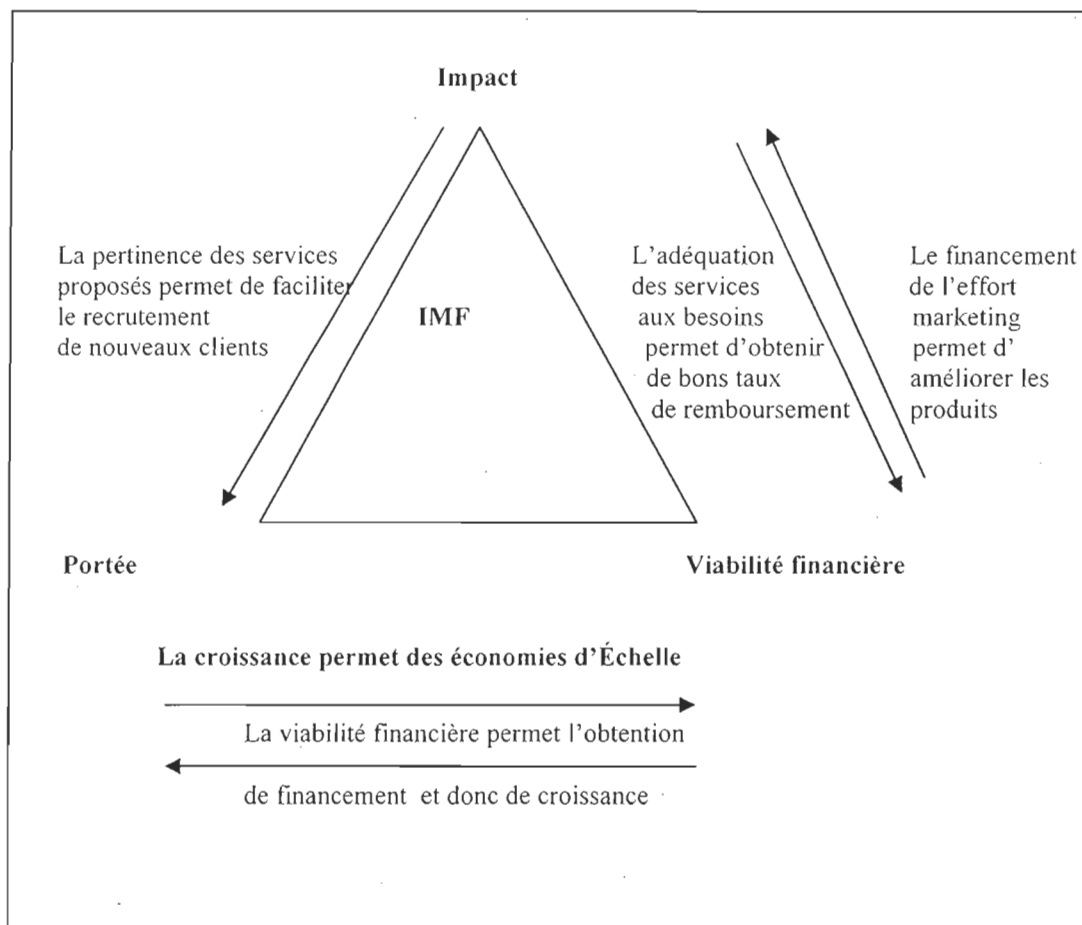 Impact
La pertinence des services
proposés permet de faciliter
le recrutement
de nouveaux clients
IMF
L'adéquation
des services
aux besoins
permet d'obtenir
de bons taux
de remboursement
Le financement
de l'effort
marketing
permet d'
améliorer les
produits
Portée
Viabilité financière
La croissance permet des économies d'Échelle
La viabilité financière permet l'obtention
de financement et donc de croissance